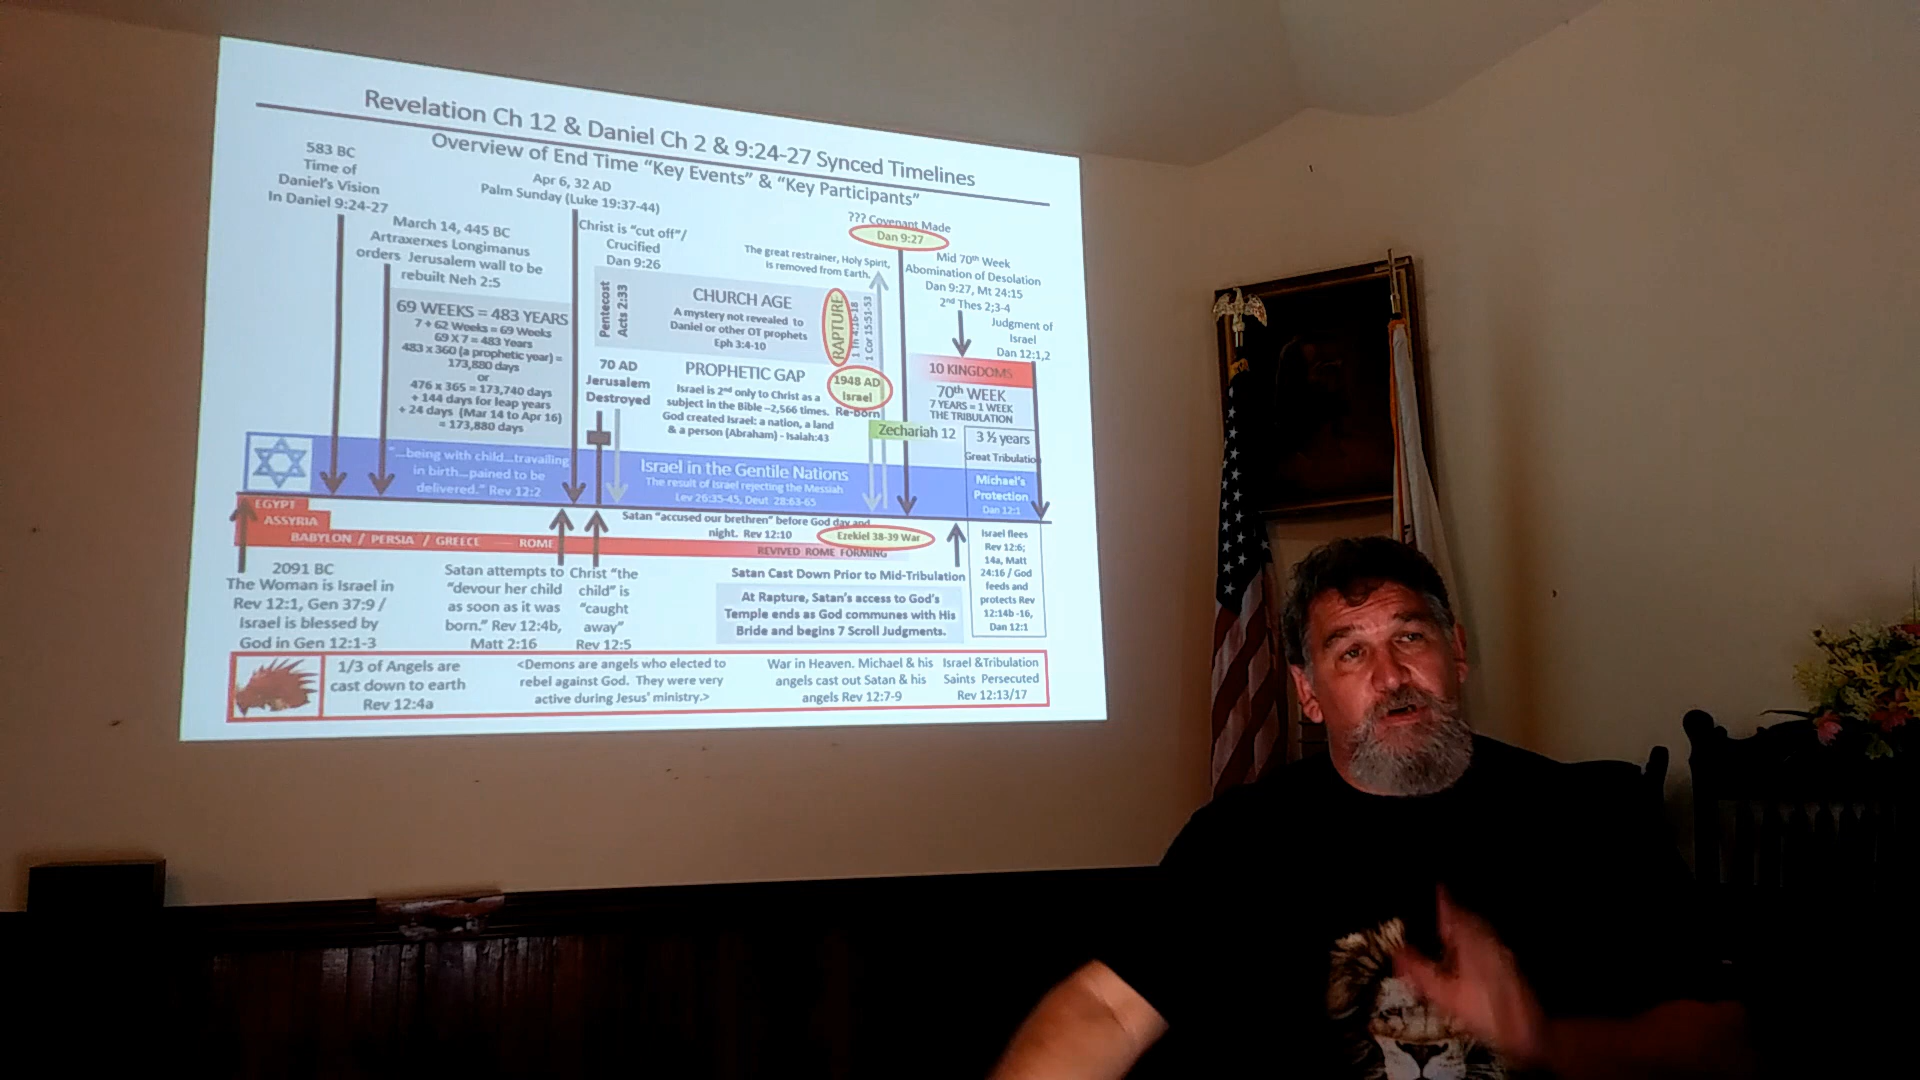 Revelation Ch 12 & Daniel Ch 2 & 9:24-27 Synced Timelines
Overview of End Time “Key Events” & “Key Participants”
583 BC
Time of
Daniel's Vision
In Daniel 9:24-27
March 14, 445 BC
Artraxerxes Longimanus
orders Jerusalem wall to be
rebuilt Neh 2:5
69 WEEKS = 483 YEARS
7 + 62 Weeks = 69 Weeks
69 X 7 = 483 Years
483 x 360 (a prophetic year) =
173,880 days
or
476 x 365 = 173,740 days
+ 144 days for leap years
+ 24 days (Mar 14 to Apr 16)
= 173,880 days
Apr 6, 32 AD
Palm Sunday (Luke 19:37-44)
Christ is “cut off”/
Crucified
Dan 9:26
Pentecost
Acts 2:33
CHURCH AGE
A mystery not revealed to
Daniel or other OT prophets
Eph 3:4-10
The great restrainer, Holy Spirit,
is removed from Earth.
RAPTURE
1 Cor 15:51-53
??? Covenant Made
Dan 9:27
Mid 70th Week
Abomination of Desolation
Dan 9:27, Mt 24:15
2nd Thes 2;3-4
Judgment of
Israel
Dan 12:1,2
70 AD
Jerusalem
Destroyed
PROPHETIC GAP
Israel is 2nd only to Christ as a
subject in the Bible –2,566 times.
God created Israel: a nation, a land
& a person (Abraham) - Isaiah:43
1948 AD
Israel
Re-born
10 KINGDOMS
70th WEEK
7 YEARS = 1 WEEK
THE TRIBULATION
Zechariah 12
3 ½ years
Great Tribulation
“...being with child...travailing
in birth...pained to be
delivered.” Rev 12:2
Israel in the Gentile Nations
The result of Israel rejecting the Messiah
Lev 26:35-45, Deut 28:63-65
Michael's
Protection
Dan 12:1
EGYPT
ASSYRIA
BABYLON / PERSIA / GREECE — ROME
Satan “accused our brethren” before God day and
night. Rev 12:10
Ezekiel 38-39 War
REVIVED ROME FORMING
2091 BC
The Woman is Israel in
Rev 12:1, Gen 37:9 /
Israel is blessed by
God in Gen 12:1-3
Satan attempts to
“devour her child
as soon as it was
born.” Rev 12:4b,
Matt 2:16
Christ “the
child” is
“caught
away”
Rev 12:5
Satan Cast Down Prior to Mid-Tribulation
At Rapture, Satan's access to God's
Temple ends as God communes with His
Bride and begins 7 Scroll Judgments.
Israel flees
Rev 12:6;
14a, Matt
24:16 / God
feeds and
protects Rev
12:14b -16,
Dan 12:1
1/3 of Angels are
cast down to earth
Rev 12:4a
<Demons are angels who elected to
rebel against God. They were very
active during Jesus' ministry.>
War in Heaven. Michael & his
angels cast out Satan & his
angels Rev 12:7-9
Israel &Tribulation
Saints Persecuted
Rev 12:13/17